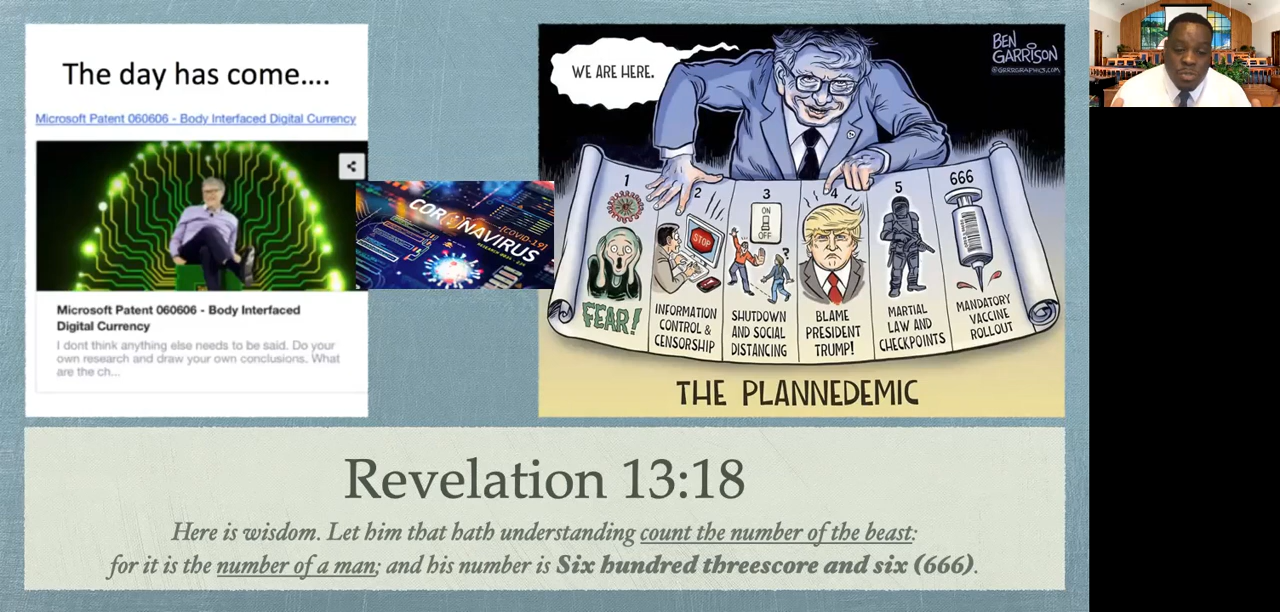 The day has come....
Microsoft Patent 060606 - Body Interfaced Digital Currency
Microsoft Patent 060606 - Body Interfaced
Digital Currency
I dont think anything else needs to be said. Do your
own research and draw your own conclusions. What
are the ch...
CORONAVIRUS
[COVID-19]
BEN
GARRISON
@GRRRGRAPHICS.COM
WE ARE HERE.
1
FEAR!
2
STOP
INFORMATION
CONTROL &
CENSORSHIP
3
ON
OFF
?
SHUTDOWN
AND SOCIAL
DISTANCING
4
BLAME
PRESIDENT
TRUMP!
5
MARTIAL
LAW AND
CHECKPOINTS
666
MANDATORY
VACCINE
ROLLOUT
THE PLANNEDEMIC
Revelation 13:18
Here is wisdom. Let him that hath understanding count the number of the beast:
for it is the number of a man; and his number is Six hundred threescore and six (666).